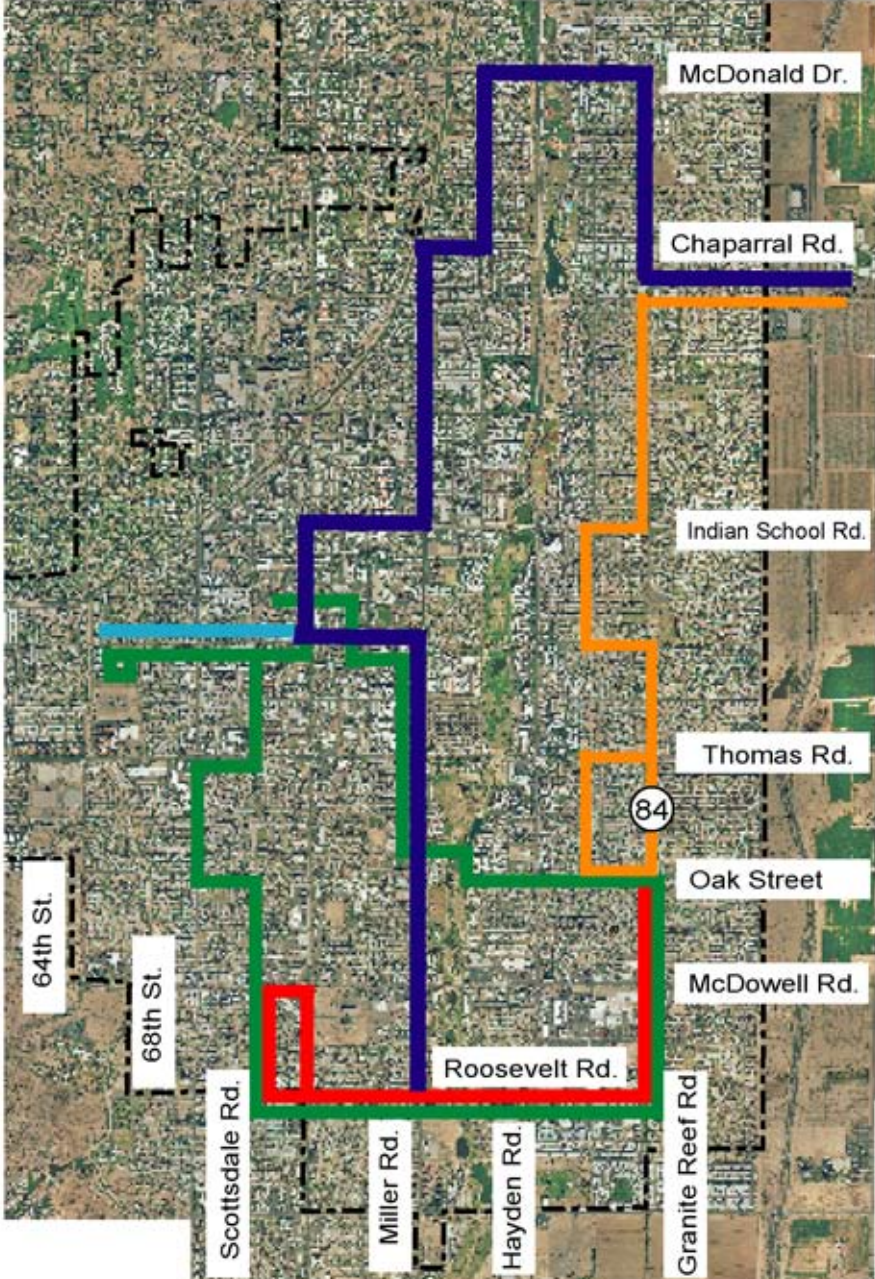 McDonald Dr.
Chaparral Rd.
Indian School Rd.
Thomas Rd.
84
Oak Street
64th St.
McDowell Rd.
68th St.
Roosevelt Rd.
Scottsdale Rd.
Miller Rd.
Hayden Rd.
Granite Reef Rd